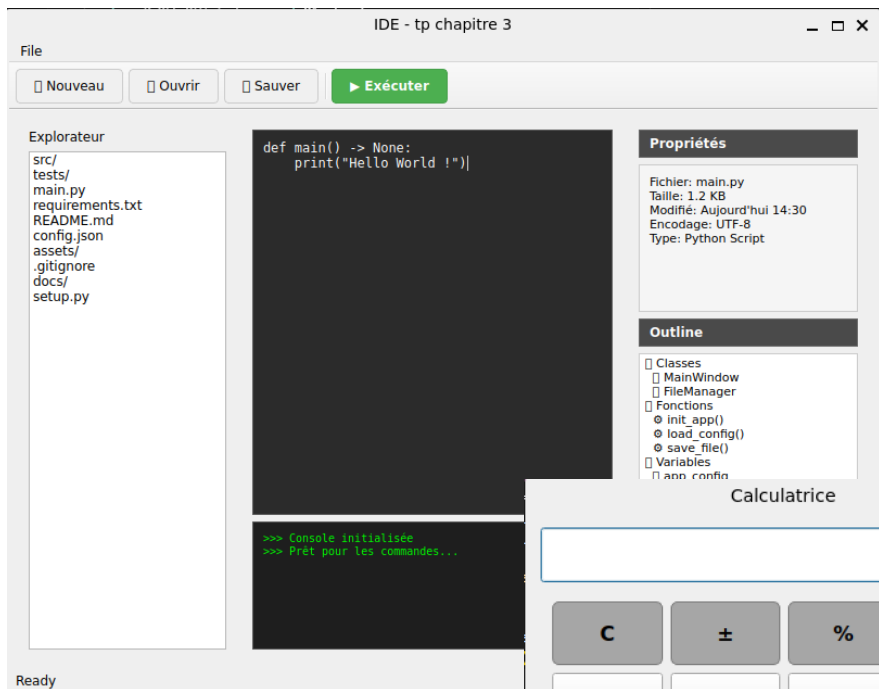 IDE - tp chapitre 3
File
Nouveau Ouvrir Sauver ▶ Exécuter
Explorateur
src/
tests/
main.py
requirements.txt
README.md
config.json
assets/
.gitignore
docs/
setup.py
def main() -> None:
    print("Hello World !")
>>> Console initialisée
>>> Prêt pour les commandes...
Propriétés
Fichier: main.py
Taille: 1.2 KB
Modifié: Aujourd'hui 14:30
Encodage: UTF-8
Type: Python Script
Outline
Classes
MainWindow
FileManager
Fonctions
⚙ init_app()
⚙ load_config()
⚙ save_file()
Variables
app_config
Calculatrice
C ± %
Ready